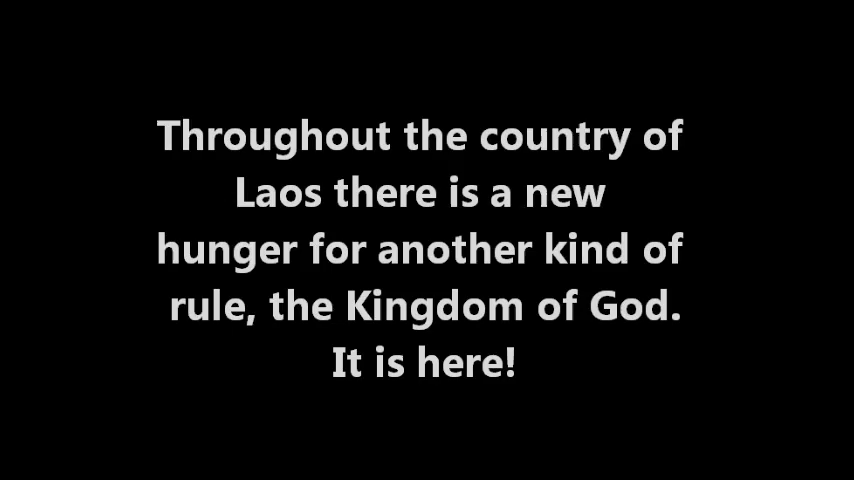 Throughout the country of
Laos there is a new
hunger for another kind of
rule, the Kingdom of God.
It is here!